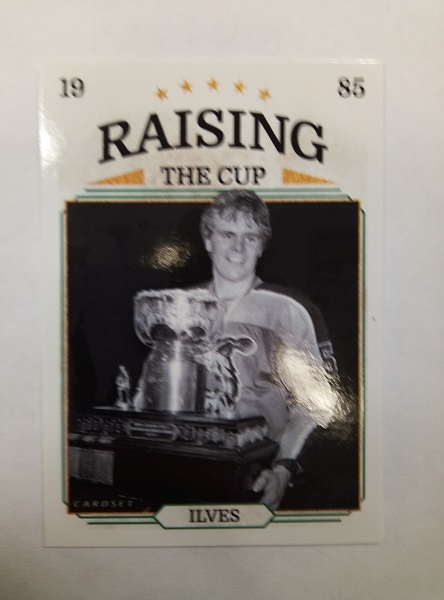 19 85
RAISING
THE CUP
CARDSET
ILVES